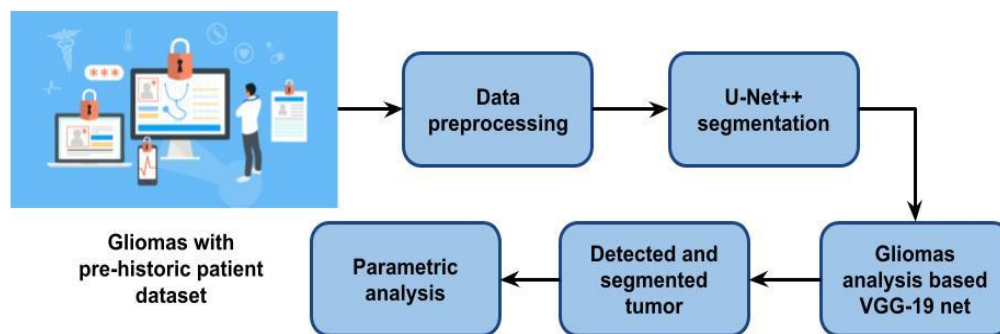 Data
preprocessing
U-Net++
segmentation
Gliomas with
pre-historic patient
dataset
Parametric
analysis
Detected and
segmented
tumor
Gliomas
analysis based
VGG-19 net